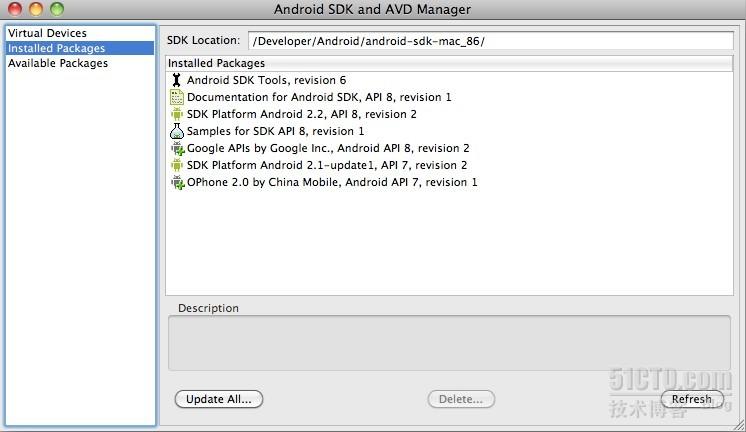 Android SDK and AVD Manager
Virtual Devices
Installed Packages
Available Packages
SDK Location: /Developer/Android/android-sdk-mac_86/
Installed Packages
Android SDK Tools, revision 6
Documentation for Android SDK, API 8, revision 1
SDK Platform Android 2.2, API 8, revision 2
Samples for SDK API 8, revision 1
Google APIs by Google Inc., Android API 8, revision 2
SDK Platform Android 2.1-update1, API 7, revision 2
OPhone 2.0 by China Mobile, Android API 7, revision 1
Description
Update All...
Delete...
Refresh
51CTO.com
技术博客 Blog